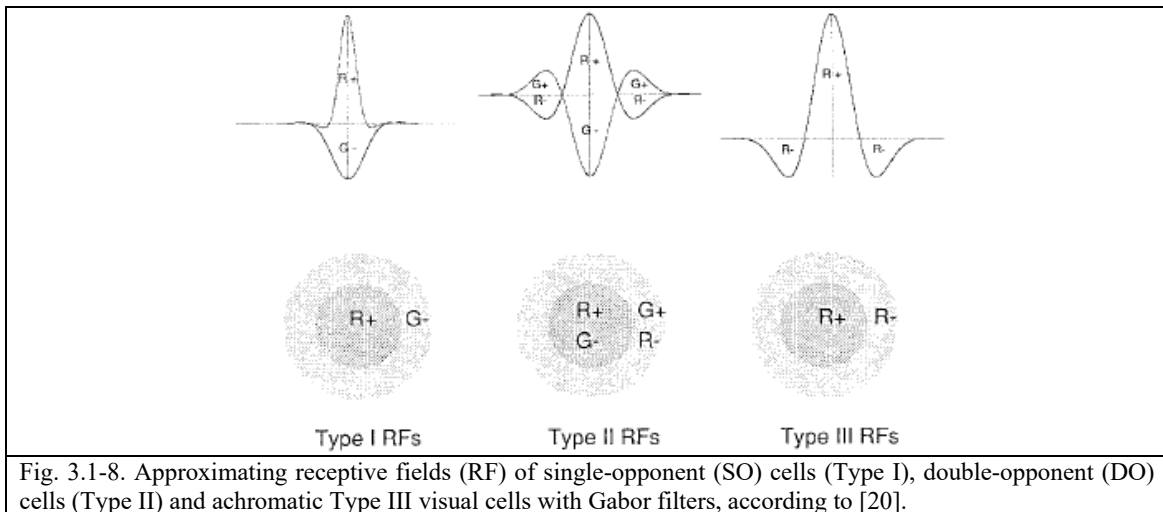 R+
G-
R+
G+ G+
R- R-
G-
R+
R- R-
R+ G-
R+ G+
G- R-
R+ R-
Type I RFs Type II RFs Type III RFs
Fig. 3.1-8. Approximating receptive fields (RF) of single-opponent (SO) cells (Type I), double-opponent (DO)
cells (Type II) and achromatic Type III visual cells with Gabor filters, according to [20].